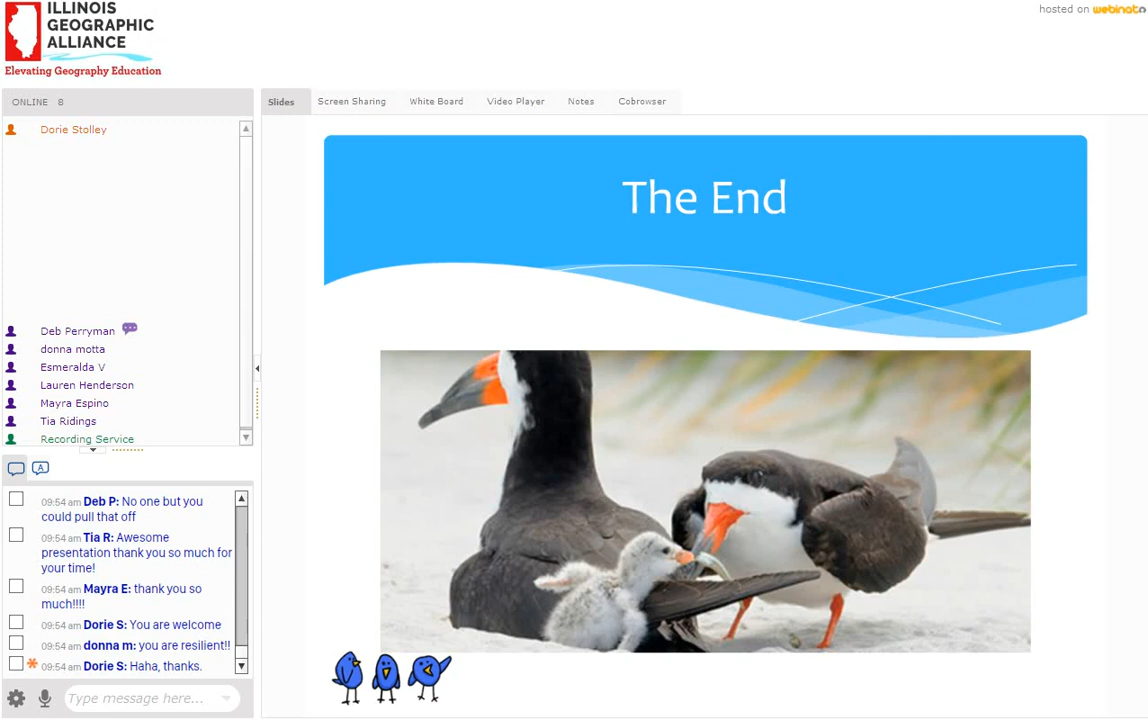 ILLINOIS
GEOGRAPHIC
ALLIANCE
Elevating Geography Education
hosted on webinato
ONLINE 8
Dorie Stolley
Deb Perryman
donna motta
Esmeralda V
Lauren Henderson
Mayra Espino
Tia Ridings
Recording Service
A
09:54 am Deb P: No one but you
could pull that off
09:54 am Tia R: Awesome
presentation thank you so much for
your time!
09:54 am Mayra E: thank you so
much!!!!
09:54 am Dorie S: You are welcome
09:54 am donna m: you are resilient!!
09:54 am Dorie S: Haha, thanks.
Type message here...
Slides Screen Sharing White Board Video Player Notes Cobrowser
The End